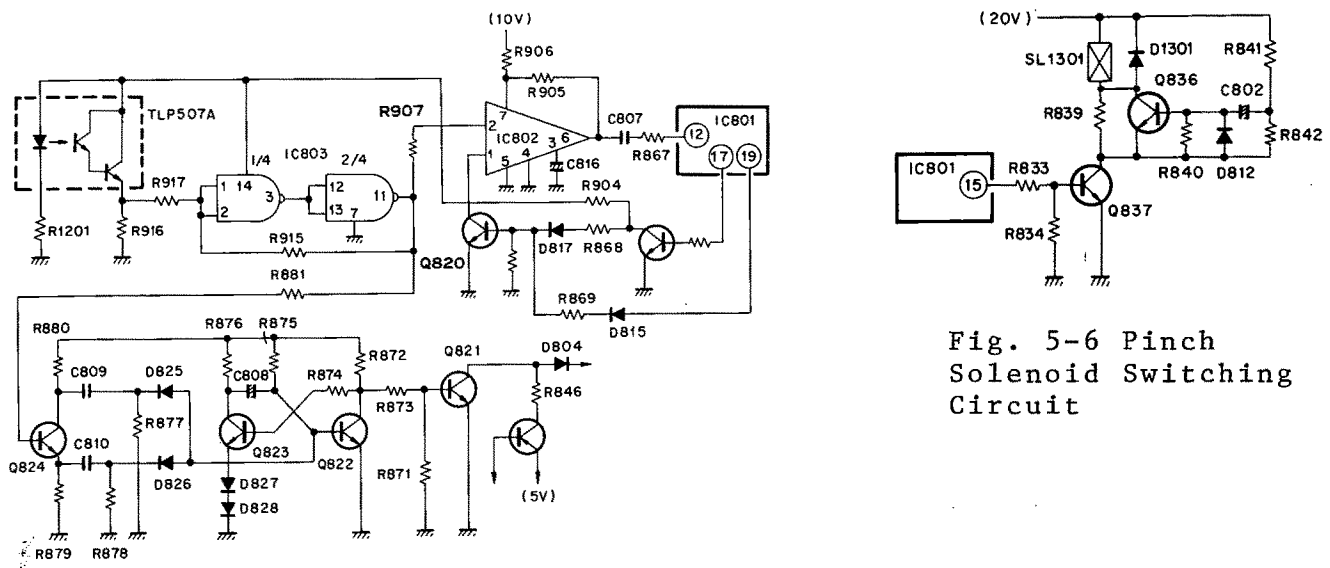 (10V)
R906
R905
TLP507A
R907
7
2
IC802
6
1
5
4
3
C807
R867
12
IC801
17
19
C816
1/4
IC803
2/4
R917
1
14
3
2
12
13
11
7
R904
R1201
R916
R915
R881
Q820
D817
R868
R869
D815
R880
R876
R875
R872
Q821
D804
C809
D825
C808
R874
R873
R846
R877
Q824
C810
D826
Q823
Q822
R871
D827
D828
(5V)
R879
R878
(20V)
SL1301
D1301
R841
Q836
C802
R839
R842
IC801
15
R833
R840
D812
R834
Q837
Fig. 5-6 Pinch
Solenoid Switching
Circuit